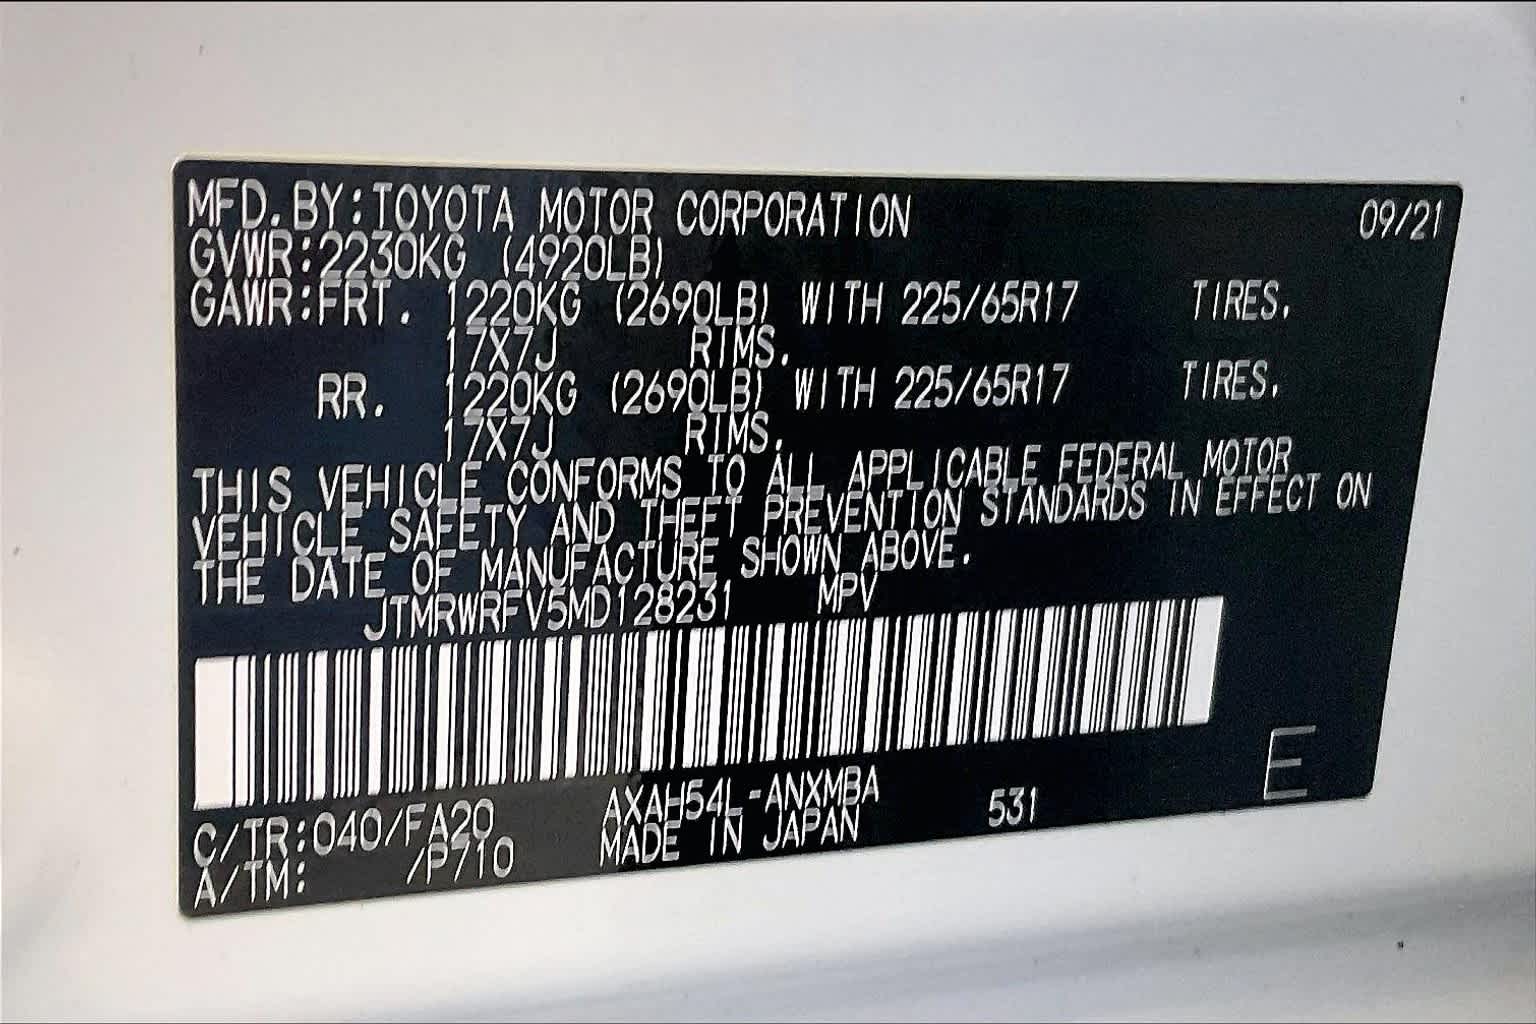 MFD.BY:TOYOTA MOTOR CORPORATION 09/21
GVWR:2230KG (4920LB)
GAWR:FRT. 1220KG (2690LB) WITH 225/65R17 TIRES.
17X7J RIMS.
RR. 1220KG (2690LB) WITH 225/65R17 TIRES.
17X7J RIMS.
THIS VEHICLE CONFORMS TO ALL APPLICABLE FEDERAL MOTOR
VEHICLE SAFETY AND THEFT PREVENTION STANDARDS IN EFFECT ON
THE DATE OF MANUFACTURE SHOWN ABOVE.
JTMRWRFV5MD128231 MPV
E
C/TR:040/FA20 AXAH54L-ANXMBA 531
A/TM: /P710 MADE IN JAPAN